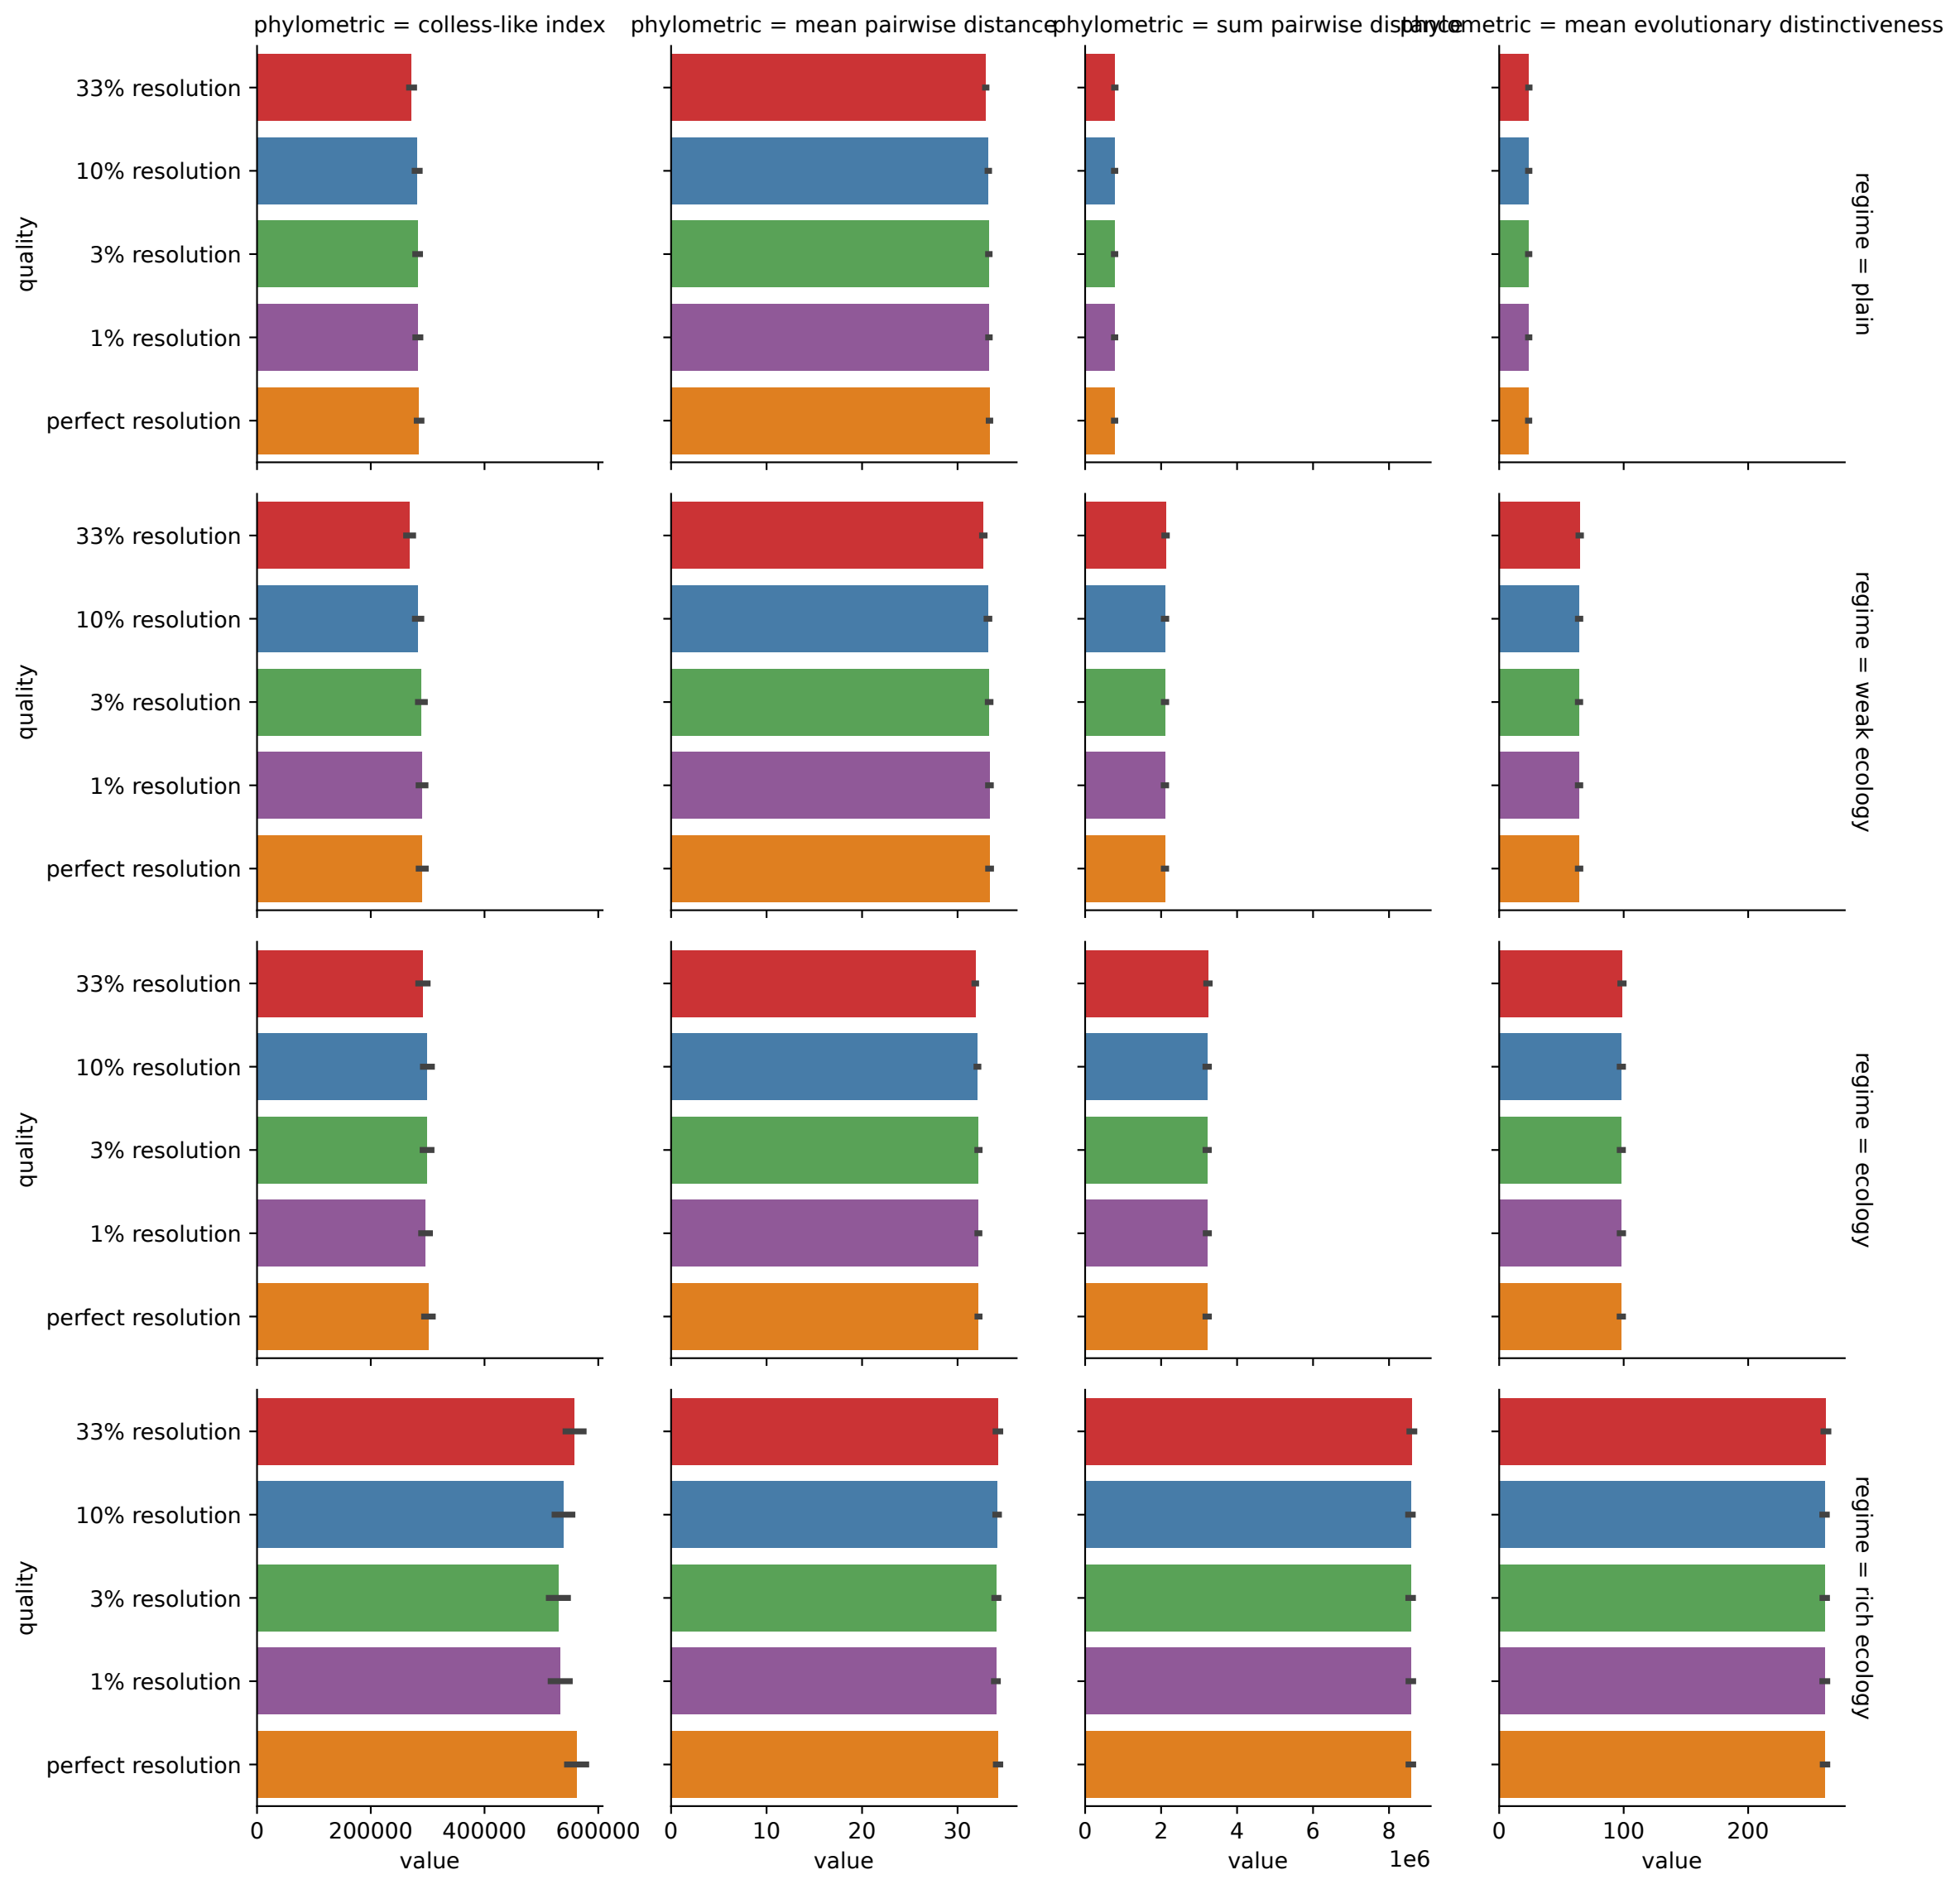 phylometric = colless-like index
phylometric = mean pairwise distance
phylometric = sum pairwise distance
phylometric = mean evolutionary distinctiveness
quality
33% resolution
10% resolution
3% resolution
1% resolution
perfect resolution
regime = plain
quality
33% resolution
10% resolution
3% resolution
1% resolution
perfect resolution
regime = weak ecology
quality
33% resolution
10% resolution
3% resolution
1% resolution
perfect resolution
regime = ecology
quality
33% resolution
10% resolution
3% resolution
1% resolution
perfect resolution
regime = rich ecology
0 200000 400000 600000
value
0 10 20 30
value
0 2 4 6 8
value
1e6
0 100 200
value